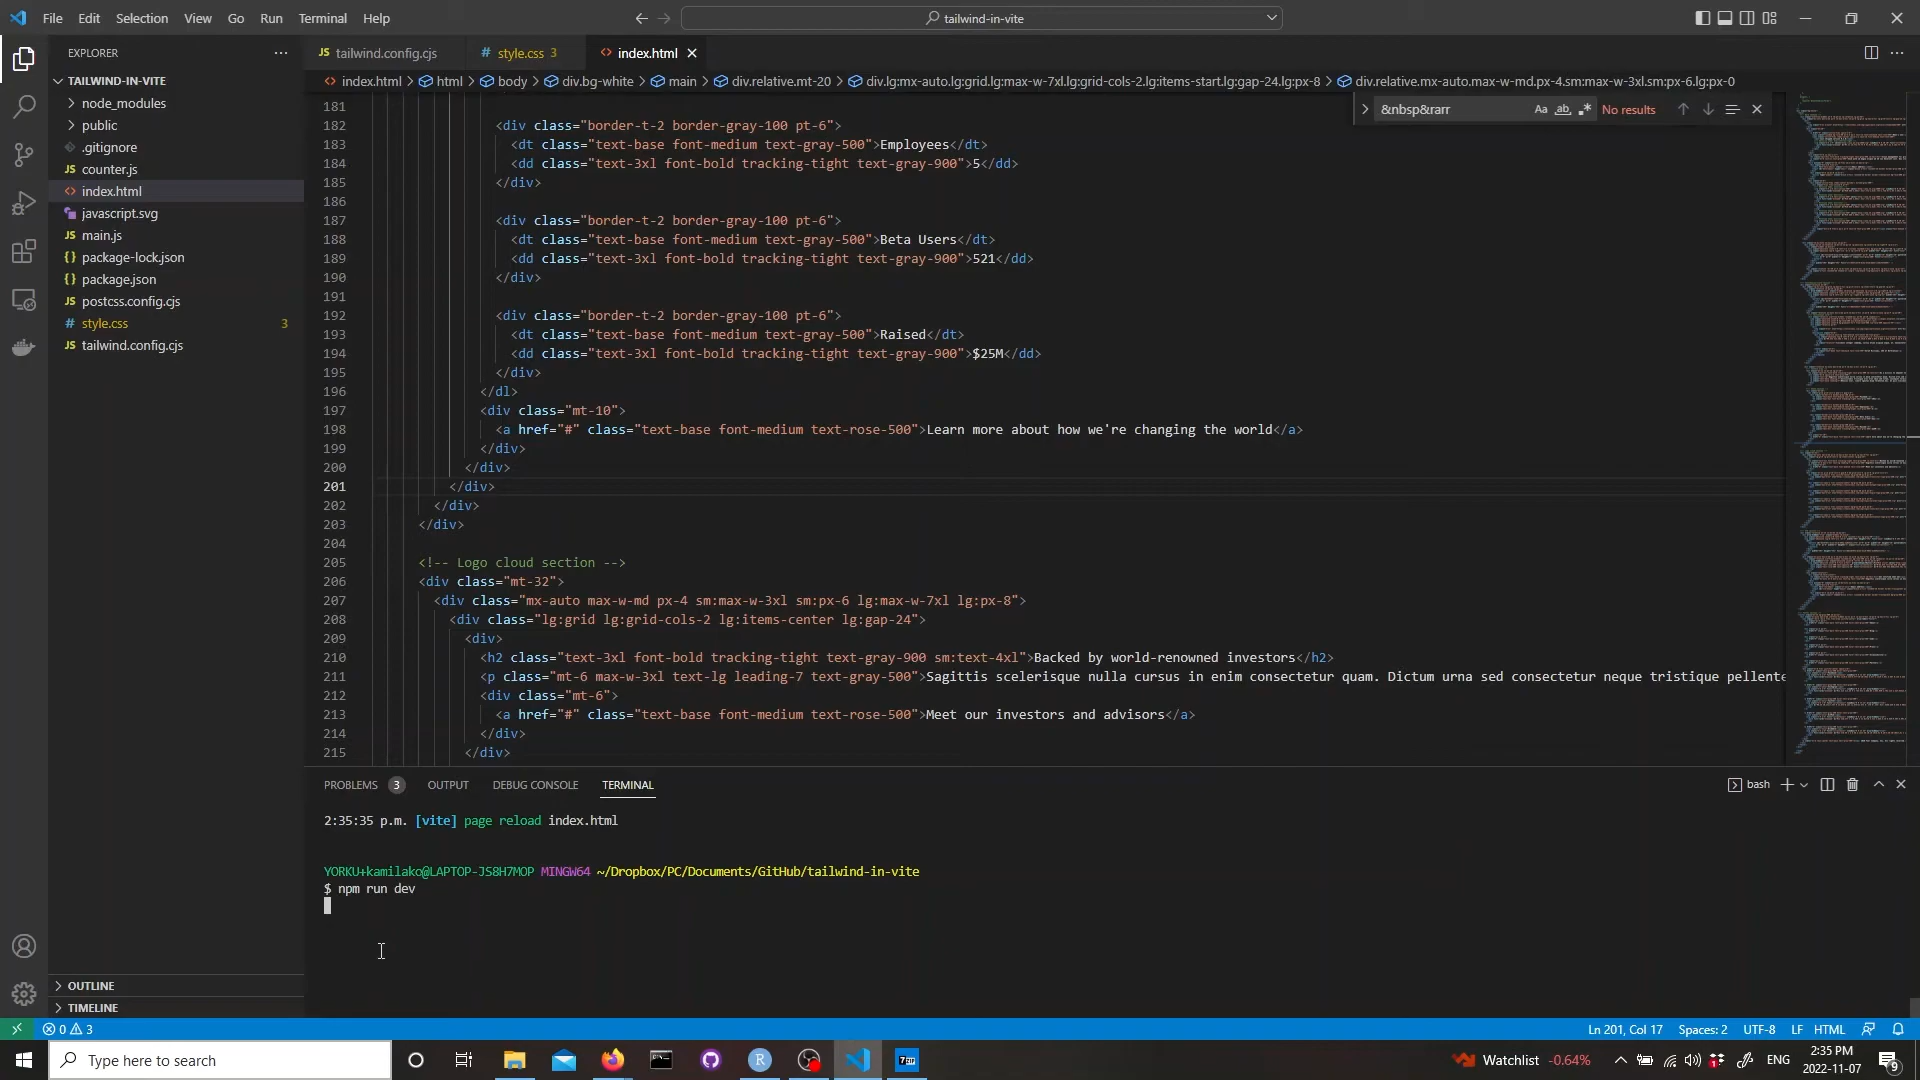 File Edit Selection View Go Run Terminal Help
tailwind-in-vite
EXPLORER
TAILWIND-IN-VITE
node_modules
public
.gitignore
JS counter.js
<> index.html
javascript.svg
JS main.js
{} package-lock.json
{} package.json
JS postcss.config.cjs
# style.css 3
JS tailwind.config.cjs
OUTLINE
TIMELINE
JS tailwind.config.cjs # style.css 3 <> index.html
<> index.html > html > body > div.bg-white > main > div.relative.mt-20 > div.lg:mx-auto.lg:grid.lg:max-w-7xl.lg:grid-cols-2.lg:items-start.lg:gap-24.lg:px-8 > div.relative.mx-auto.max-w-md.px-4.sm:max-w-3xl.sm:px-6.lg:px-0
&nbsp&rarr Aa ab .* No results
181
182 <div class="border-t-2 border-gray-100 pt-6">
183 <dt class="text-base font-medium text-gray-500">Employees</dt>
184 <dd class="text-3xl font-bold tracking-tight text-gray-900">5</dd>
185 </div>
186
187 <div class="border-t-2 border-gray-100 pt-6">
188 <dt class="text-base font-medium text-gray-500">Beta Users</dt>
189 <dd class="text-3xl font-bold tracking-tight text-gray-900">521</dd>
190 </div>
191
192 <div class="border-t-2 border-gray-100 pt-6">
193 <dt class="text-base font-medium text-gray-500">Raised</dt>
194 <dd class="text-3xl font-bold tracking-tight text-gray-900">$25M</dd>
195 </div>
196 </dl>
197 <div class="mt-10">
198 <a href="#" class="text-base font-medium text-rose-500">Learn more about how we're changing the world</a>
199 </div>
200 </div>
201 </div>
202 </div>
203 </div>
204
205 <!-- Logo cloud section -->
206 <div class="mt-32">
207 <div class="mx-auto max-w-md px-4 sm:max-w-3xl sm:px-6 lg:max-w-7xl lg:px-8">
208 <div class="lg:grid lg:grid-cols-2 lg:items-center lg:gap-24">
209 <div>
210 <h2 class="text-3xl font-bold tracking-tight text-gray-900 sm:text-4xl">Backed by world-renowned investors</h2>
211 <p class="mt-6 max-w-3xl text-lg leading-7 text-gray-500">Sagittis scelerisque nulla cursus in enim consectetur quam. Dictum urna sed consectetur neque tristique pellente
212 <div class="mt-6">
213 <a href="#" class="text-base font-medium text-rose-500">Meet our investors and advisors</a>
214 </div>
215 </div>
PROBLEMS 3 OUTPUT DEBUG CONSOLE TERMINAL bash
2:35:35 p.m. [vite] page reload index.html
YORKU+kamilako@LAPTOP-JS8H7MOP MINGW64 ~/Dropbox/PC/Documents/GitHub/tailwind-in-vite
$ npm run dev
0 3 Ln 201, Col 17 Spaces: 2 UTF-8 LF HTML
Type here to search
R
Watchlist -0.64% ENG 2:35 PM
2022-11-07
9